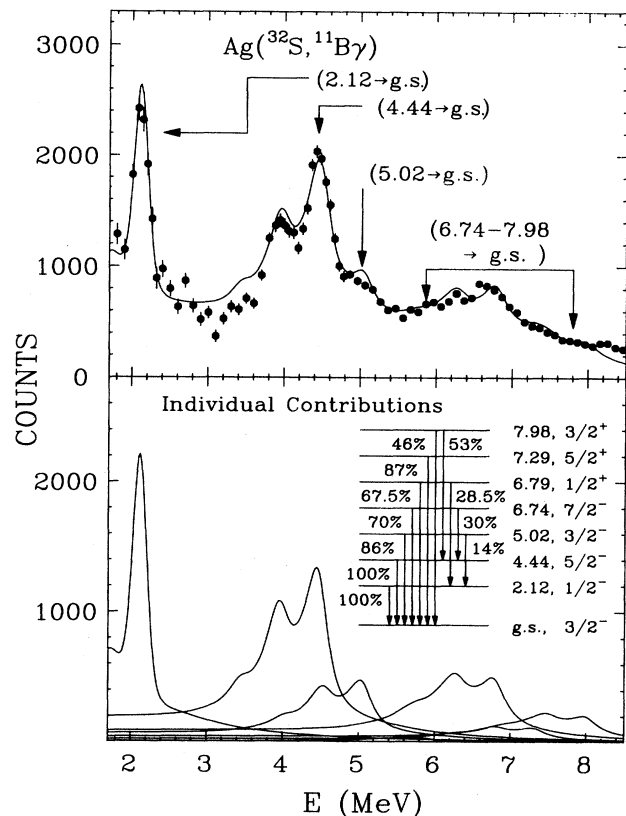 Ag(³²S,¹¹Bγ)
(2.12→g.s.)
(4.44→g.s.)
(5.02→g.s.)
(6.74−7.98
→ g.s. )
3000
2000
1000
0
COUNTS
Individual Contributions
46% 53% 7.98, 3/2⁺
87% 7.29, 5/2⁺
67.5% 28.5% 6.79, 1/2⁺
70% 30% 6.74, 7/2⁻
86% 14% 5.02, 3/2⁻
100% 4.44, 5/2⁻
100% 2.12, 1/2⁻
g.s., 3/2⁻
2000
1000
2 3 4 5 6 7 8
E (MeV)